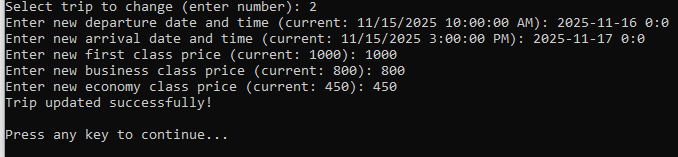 Select trip to change (enter number): 2
Enter new departure date and time (current: 11/15/2025 10:00:00 AM): 2025-11-16 0:0
Enter new arrival date and time (current: 11/15/2025 3:00:00 PM): 2025-11-17 0:0
Enter new first class price (current: 1000): 1000
Enter new business class price (current: 800): 800
Enter new economy class price (current: 450): 450
Trip updated successfully!
Press any key to continue...